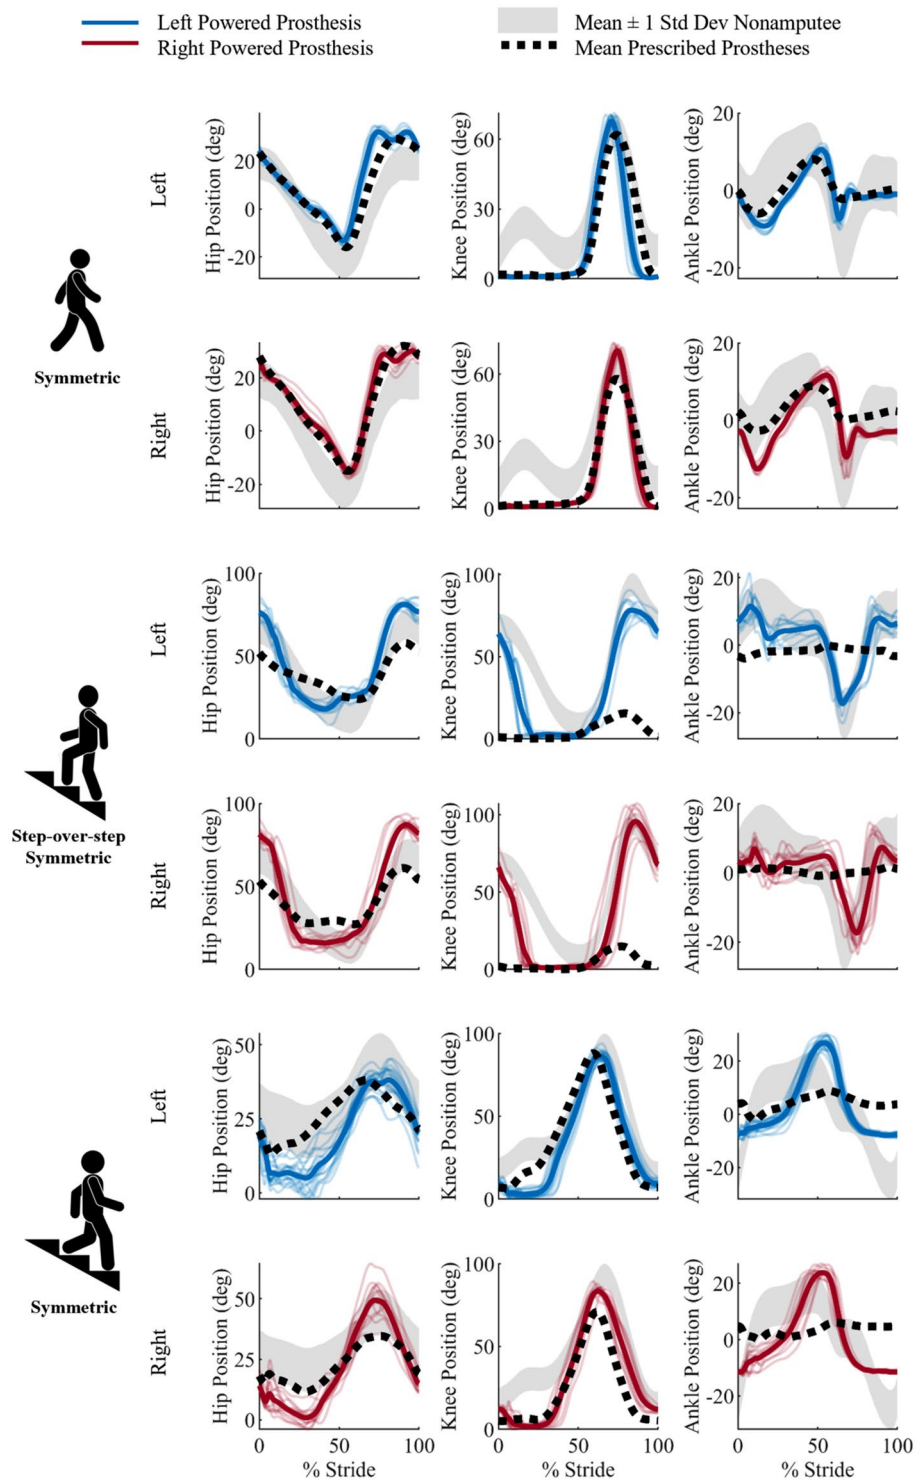 Left Powered Prosthesis
Right Powered Prosthesis
Mean ± 1 Std Dev Nonamputee
Mean Prescribed Prostheses
Symmetric
Left
Hip Position (deg)
20
0
-20
Knee Position (deg)
60
30
0
Ankle Position (deg)
20
0
-20
Right
Hip Position (deg)
20
0
-20
Knee Position (deg)
60
30
0
Ankle Position (deg)
20
0
-20
Step-over-step
Symmetric
Left
Hip Position (deg)
100
50
0
Knee Position (deg)
100
50
0
Ankle Position (deg)
20
0
-20
Right
Hip Position (deg)
100
50
0
Knee Position (deg)
100
50
0
Ankle Position (deg)
20
0
-20
Symmetric
Left
Hip Position (deg)
50
25
0
Knee Position (deg)
100
50
0
Ankle Position (deg)
20
0
-20
Right
Hip Position (deg)
50
25
0
0 50 100
% Stride
Knee Position (deg)
100
50
0
0 50 100
% Stride
Ankle Position (deg)
20
0
-20
0 50 100
% Stride